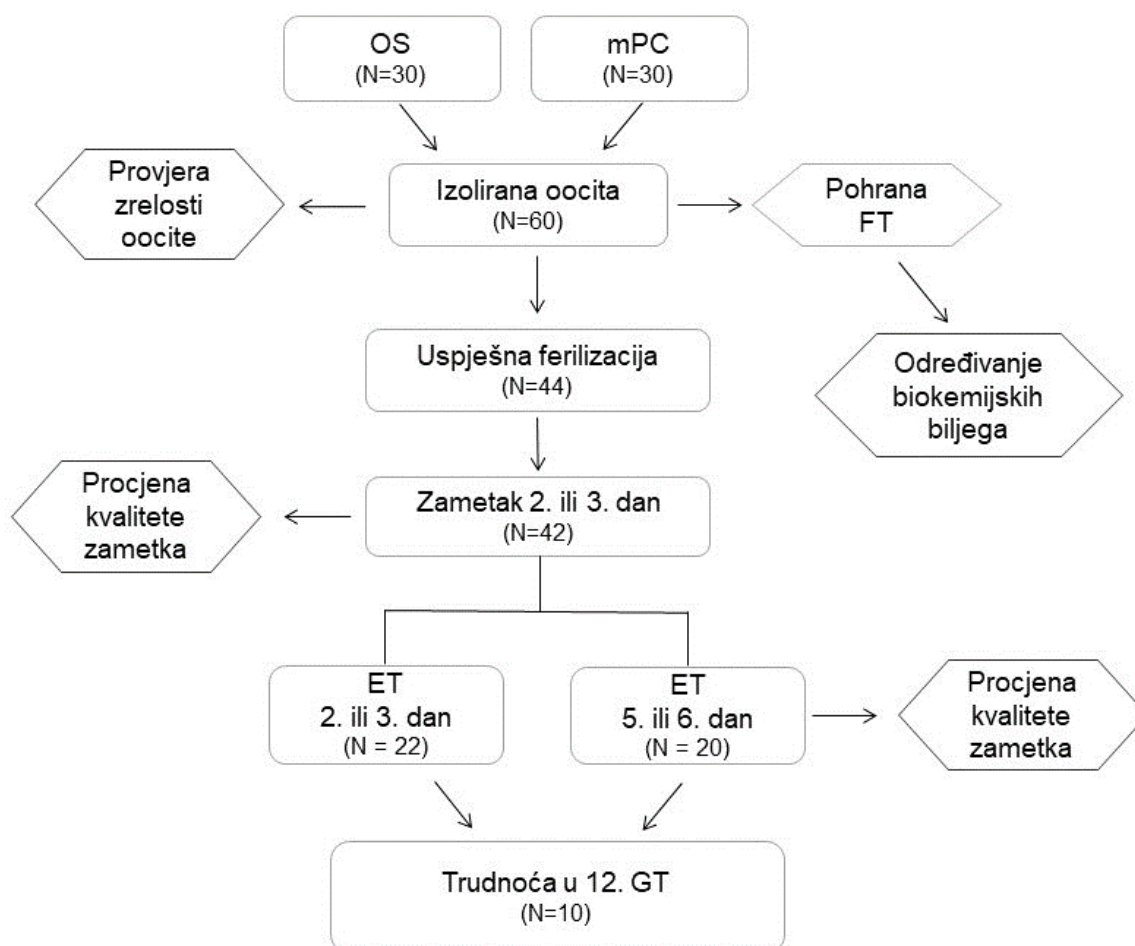 OS
(N=30)
mPC
(N=30)
Provjera
zrelosti
oocite
Izolirana oocita
(N=60)
Pohrana
FT
Uspješna ferilizacija
(N=44)
Određivanje
biokemijskih
biljega
Procjena
kvalitete
zametka
Zametak 2. ili 3. dan
(N=42)
ET
2. ili 3. dan
(N = 22)
ET
5. ili 6. dan
(N = 20)
Procjena
kvalitete
zametka
Trudnoća u 12. GT
(N=10)